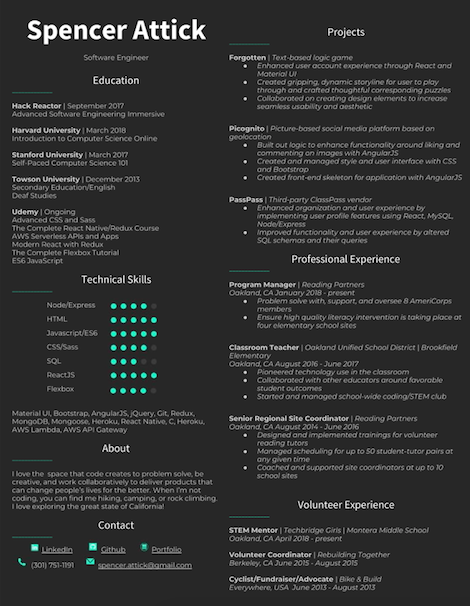 Spencer Attick
Software Engineer
Education
Hack Reactor | September 2017
Advanced Software Engineering Immersive
Harvard University | March 2018
Introduction to Computer Science Online
Stanford University | March 2017
Self-Paced Computer Science 101
Towson University | December 2013
Secondary Education/English
Deaf Studies
Udemy | Ongoing
Advanced CSS and Sass
The Complete React Native/Redux Course
AWS Serverless APIs and Apps
Modern React with Redux
The Complete Flexbox Tutorial
ES6 JavaScript
Technical Skills
Node/Express
HTML
Javascript/ES6
CSS/Sass
SQL
ReactJS
Flexbox
Material UI, Bootstrap, AngularJS, jQuery, Git, Redux,
MongoDB, Mongoose, Heroku, React Native, C, Heroku,
AWS Lambda, AWS API Gateway
About
I love the space that code creates to problem solve, be
creative, and work collaboratively to deliver products that
can change people's lives for the better. When I'm not
coding, you can find me hiking, camping, or rock climbing.
I love exploring the great state of California!
Contact
LinkedIn Github Portfolio
(301) 751-1191 spencer.attick@gmail.com
Projects
Forgotten | Text-based logic game
● Enhanced user account experience through React and
Material UI
● Created gripping, dynamic storyline for user to play
through and crafted thoughtful corresponding puzzles
● Collaborated on creating design elements to increase
seamless usability and aesthetic
Picognito | Picture-based social media platform based on
geolocation
● Built out logic to enhance functionality around liking and
commenting on images with AngularJS
● Created and managed style and user interface with CSS
and Bootstrap
● Created front-end skeleton for application with AngularJS
PassPass | Third-party ClassPass vendor
● Enhanced organization and user experience by
implementing user profile features using React, MySQL,
Node/Express
● Improved functionality and user experience by altered
SQL schemas and their queries
Professional Experience
Program Manager | Reading Partners
Oakland, CA January 2018 - present
● Problem solve with, support, and oversee 8 AmeriCorps
members
● Ensure high quality literacy intervention is taking place at
four elementary school sites
Classroom Teacher | Oakland Unified School District | Brookfield
Elementary
Oakland, CA August 2016 - June 2017
● Pioneered technology use in the classroom
● Collaborated with other educators around favorable
student outcomes
● Started and managed school-wide coding/STEM club
Senior Regional Site Coordinator | Reading Partners
Oakland, CA August 2014 - June 2016
● Designed and implemented trainings for volunteer
reading tutors
● Managed scheduling for up to 50 student-tutor pairs at
any given time
● Coached and supported site coordinators at up to 10
school sites
Volunteer Experience
STEM Mentor | Techbridge Girls | Montera Middle School
Oakland, CA April 2018 - present
Volunteer Coordinator | Rebuilding Together
Berkeley, CA June 2015 - August 2015
Cyclist/Fundraiser/Advocate | Bike & Build
Everywhere, USA June 2013 - August 2013